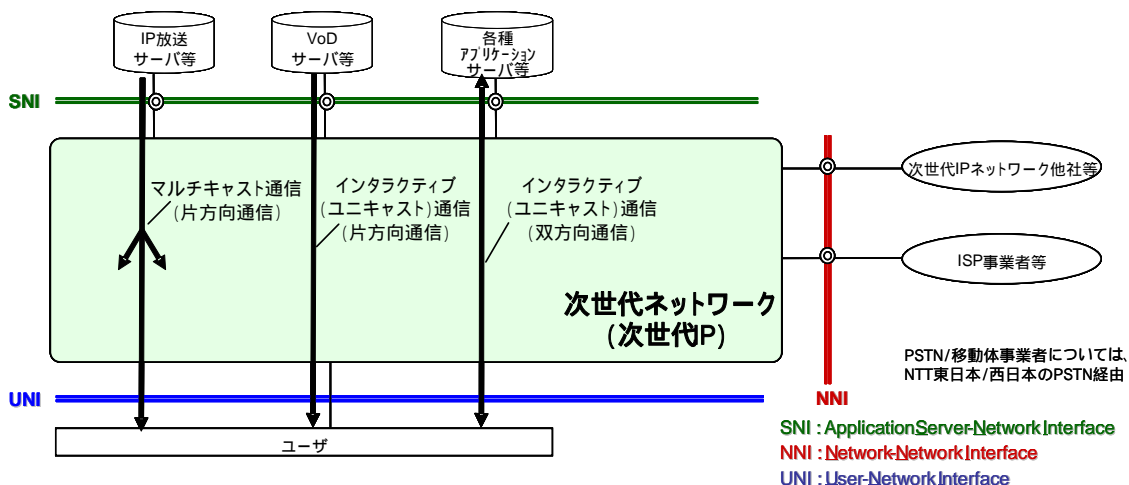 IP放送
サーバ等
VoD
サーバ等
各種
アプリケーション
サーバ等
SNI
マルチキャスト通信
(片方向通信)
インタラクティブ
(ユニキャスト)通信
(片方向通信)
インタラクティブ
(ユニキャスト)通信
(双方向通信)
次世代IPネットワーク他社等
ISP事業者等
次世代ネットワーク
(次世代IP)
PSTN/移動体事業者については、
NTT東日本/西日本のPSTN経由
UNI
NNI
ユーザ
SNI : ApplicationServer-Network Interface
NNI : Network-Network Interface
UNI : User-Network Interface